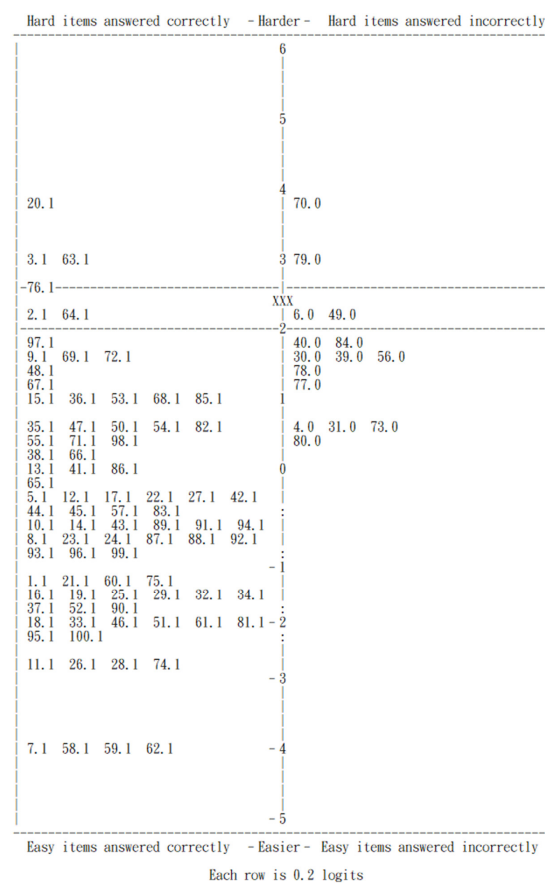 Hard items answered correctly -Harder- Hard items answered incorrectly
6
5
4
20.1 70.0
3.1 63.1 3 79.0
-76.1
XXX
2.1 64.1 6.0 49.0
2
97.1 40.0 84.0
9.1 69.1 72.1 30.0 39.0 56.0
48.1 78.0
67.1 77.0
15.1 36.1 53.1 68.1 85.1 1
35.1 47.1 50.1 54.1 82.1 4.0 31.0 73.0
55.1 71.1 98.1 80.0
38.1 66.1
13.1 41.1 86.1 0
65.1
5.1 12.1 17.1 22.1 27.1 42.1
44.1 45.1 57.1 83.1 :
10.1 14.1 43.1 89.1 91.1 94.1
8.1 23.1 24.1 87.1 88.1 92.1
93.1 96.1 99.1 :
-1
1.1 21.1 60.1 75.1
16.1 19.1 25.1 29.1 32.1 34.1
37.1 52.1 90.1 :
18.1 33.1 46.1 51.1 61.1 81.1 -2
95.1 100.1 :
11.1 26.1 28.1 74.1
-3
7.1 58.1 59.1 62.1 -4
-5
Easy items answered correctly -Easier- Easy items answered incorrectly
Each row is 0.2 logits